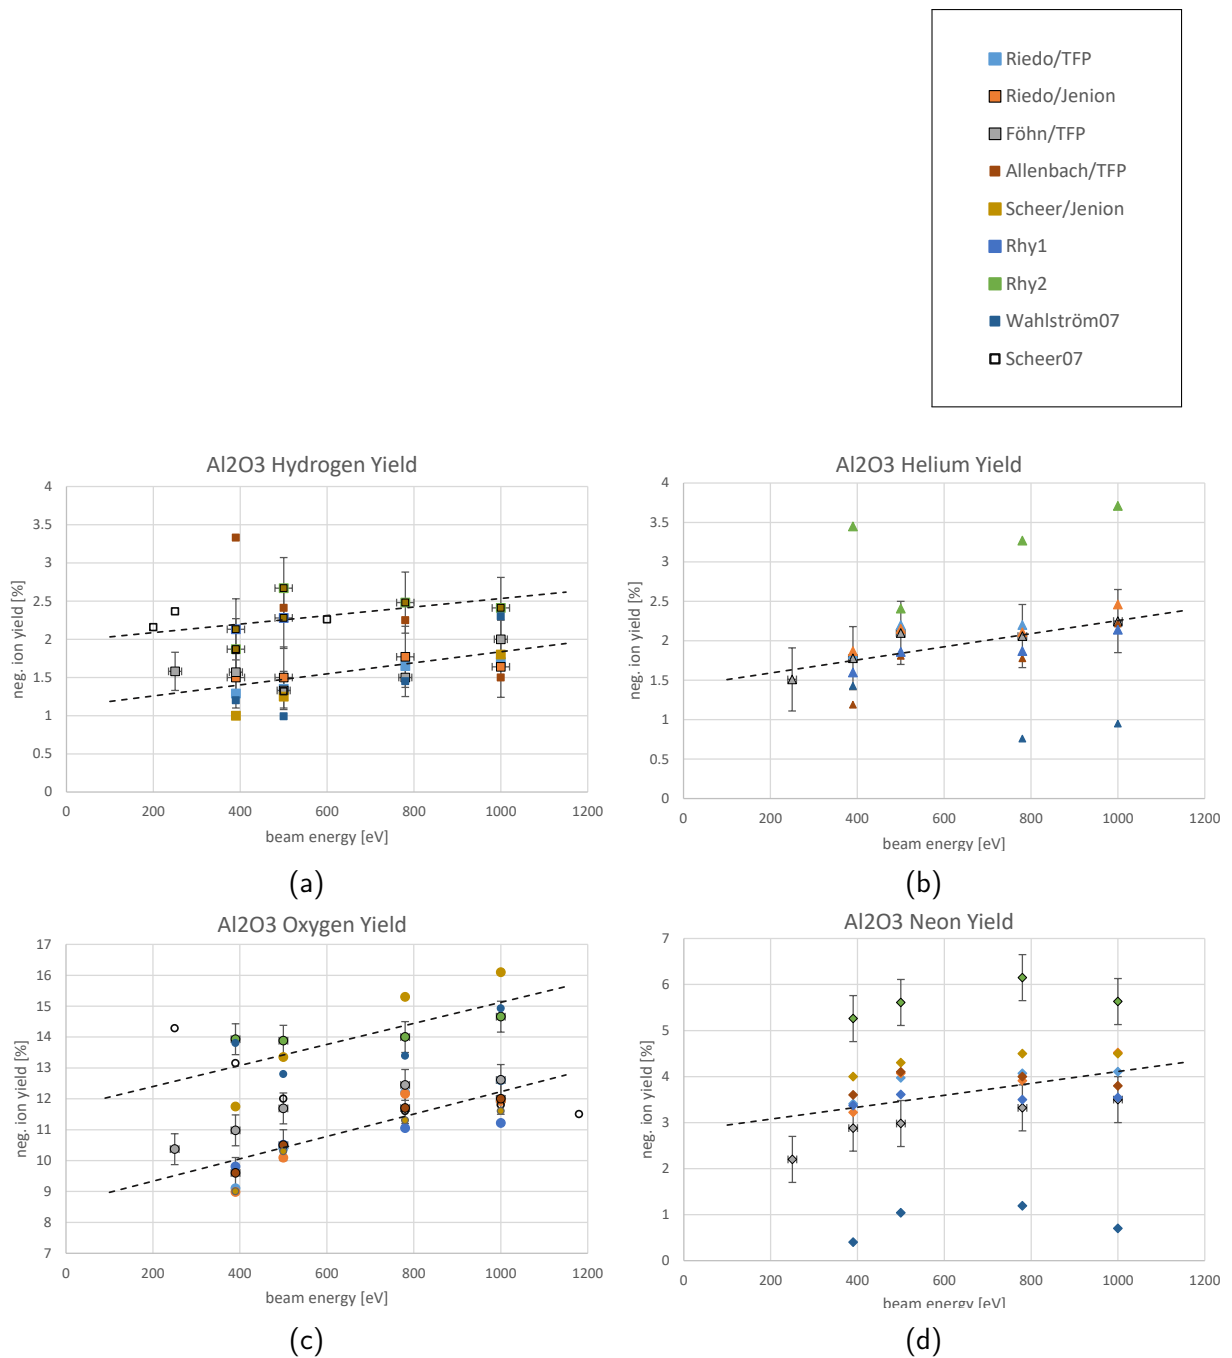 Riedo/TFP
Riedo/Jenion
Föhn/TFP
Allenbach/TFP
Scheer/Jenion
Rhy1
Rhy2
Wahlström07
Scheer07
Al2O3 Hydrogen Yield
neg. ion yield [%]
4
3.5
3
2.5
2
1.5
1
0.5
0
0 200 400 600 800 1000 1200
beam energy [eV]
(a)
Al2O3 Helium Yield
neg. ion yield [%]
4
3.5
3
2.5
2
1.5
1
0.5
0
0 200 400 600 800 1000 1200
beam energy [eV]
(b)
Al2O3 Oxygen Yield
neg. ion yield [%]
17
16
15
14
13
12
11
10
9
8
7
0 200 400 600 800 1000 1200
beam energy [eV]
(c)
Al2O3 Neon Yield
neg. ion yield [%]
7
6
5
4
3
2
1
0
0 200 400 600 800 1000 1200
beam energy [eV]
(d)